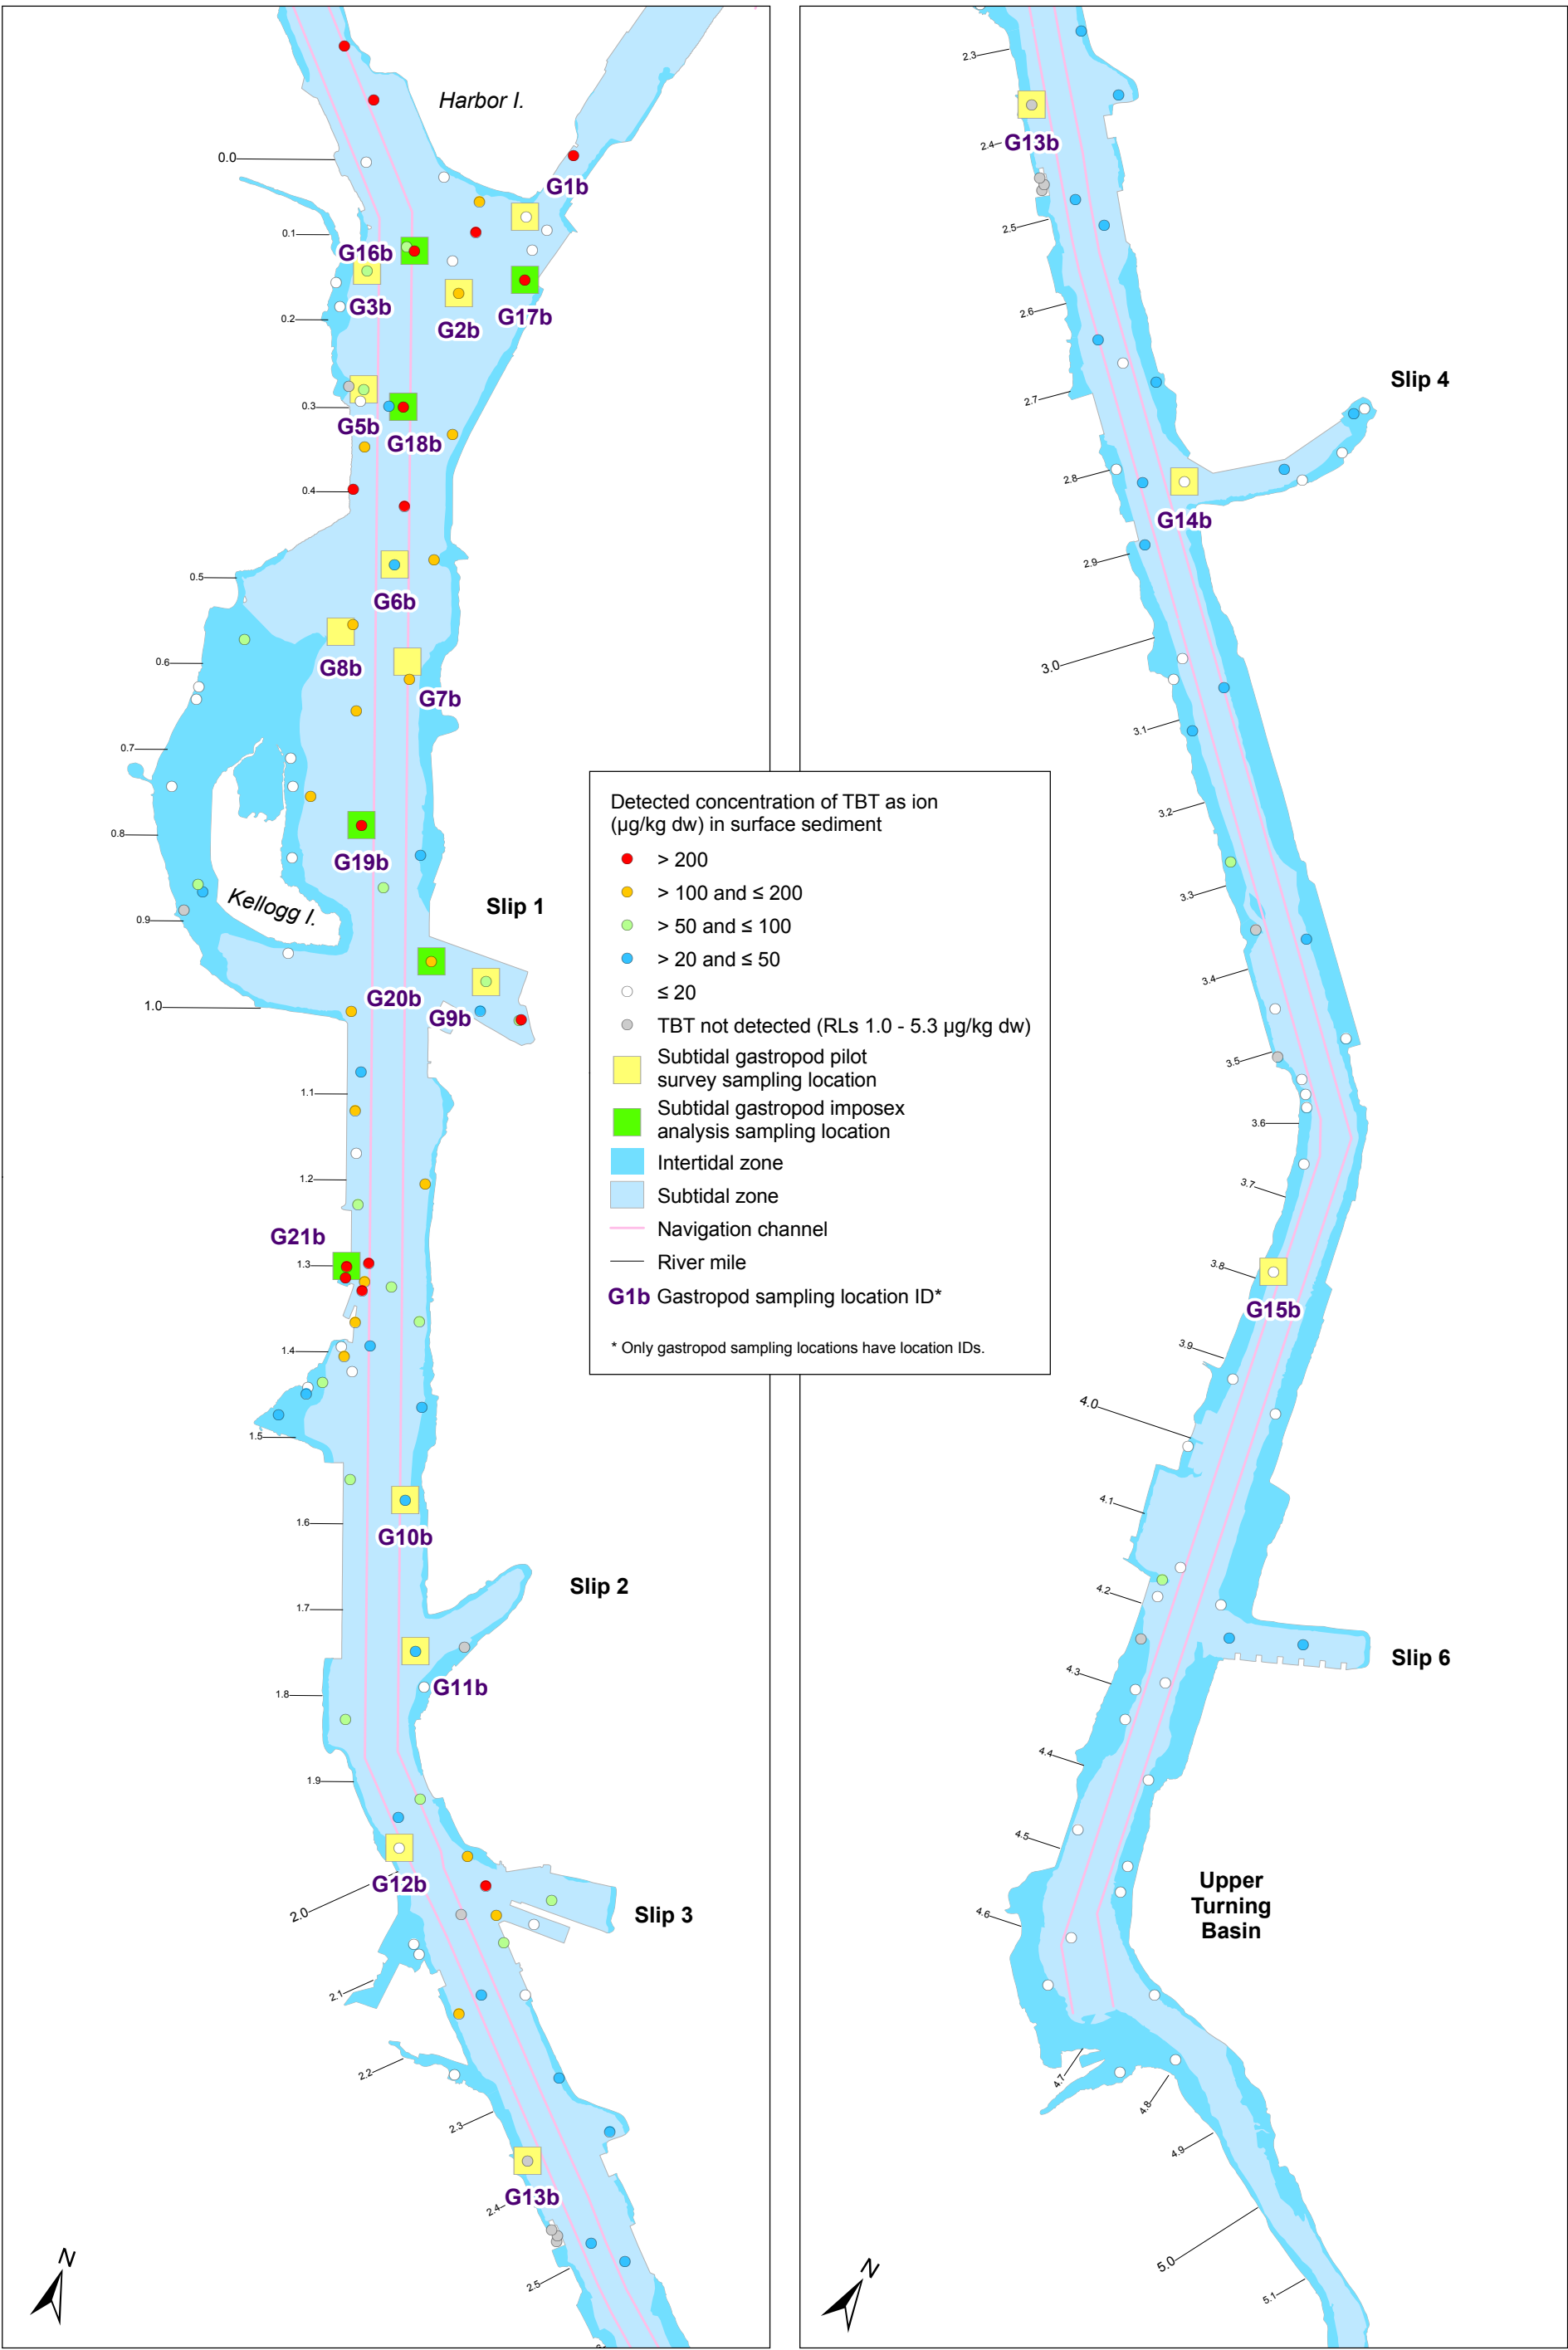 Harbor I.
0.0
G1b
0.1
G16b
G3b
G2b
G17b
0.2
0.3
G5b
G18b
0.4
0.5
G6b
G8b
0.6
G7b
0.7
0.8
G19b
Kellogg I.
Slip 1
0.9
G20b
1.0
G9b
1.1
1.2
G21b
1.3
1.4
1.5
1.6
G10b
Slip 2
1.7
G11b
1.8
1.9
G12b
2.0
Slip 3
2.1
2.2
2.3
2.4
G13b
2.5
N
Detected concentration of TBT as ion
(µg/kg dw) in surface sediment
> 200
> 100 and ≤ 200
> 50 and ≤ 100
> 20 and ≤ 50
≤ 20
TBT not detected (RLs 1.0 - 5.3 µg/kg dw)
Subtidal gastropod pilot
survey sampling location
Subtidal gastropod imposex
analysis sampling location
Intertidal zone
Subtidal zone
Navigation channel
River mile
G1b Gastropod sampling location ID*
* Only gastropod sampling locations have location IDs.
2.3
2.4
G13b
2.5
2.6
2.7
Slip 4
2.8
G14b
2.9
3.0
3.1
3.2
3.3
3.4
3.5
3.6
3.7
3.8
G15b
3.9
4.0
4.1
4.2
Slip 6
4.3
4.4
4.5
Upper
Turning
Basin
4.6
4.7
4.8
4.9
5.0
5.1
N